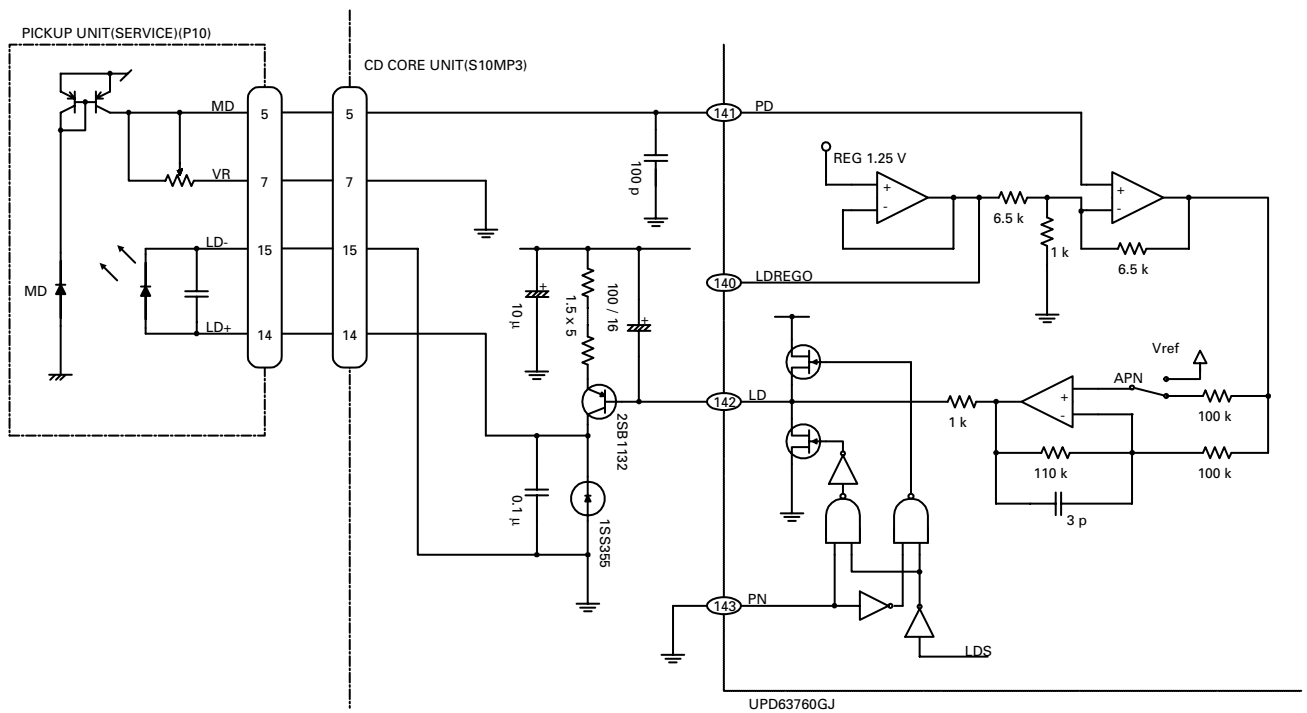 PICKUP UNIT(SERVICE)(P10)
CD CORE UNIT(S10MP3)
MD
5
5
141
PD
REG 1.25 V
+
-
+
-
VR
7
7
100 p
6.5 k
1 k
6.5 k
LD-
15
15
MD
140
LDREGO
LD+
14
14
+
10 µ
1.5 x 5
100 / 16
+
Vref
APN
142
LD
1 k
+
-
100 k
2SB1132
110 k
100 k
3 p
0.1 µ
1SS355
143
PN
LDS
UPD63760GJ